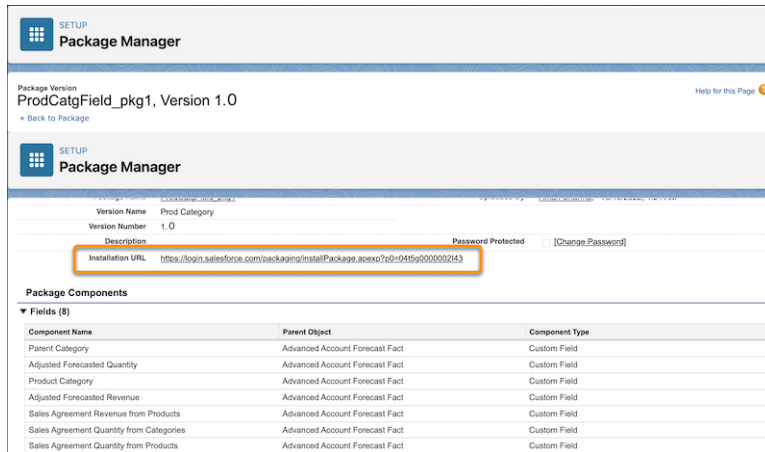 SETUP
Package Manager
Package Version
ProdCatgField_pkg1, Version 1.0
Help for this Page
« Back to Package
SETUP
Package Manager
Version Name Prod Category
Version Number 1.0
Description Password Protected [Change Password]
Installation URL https://login.salesforce.com/packaging/installPackage.apexp?p0=04t5g0000002I43
Package Components
▼ Fields (8)
Component Name Parent Object Component Type
Parent Category Advanced Account Forecast Fact Custom Field
Adjusted Forecasted Quantity Advanced Account Forecast Fact Custom Field
Product Category Advanced Account Forecast Fact Custom Field
Adjusted Forecasted Revenue Advanced Account Forecast Fact Custom Field
Sales Agreement Revenue from Products Advanced Account Forecast Fact Custom Field
Sales Agreement Quantity from Categories Advanced Account Forecast Fact Custom Field
Sales Agreement Quantity from Products Advanced Account Forecast Fact Custom Field